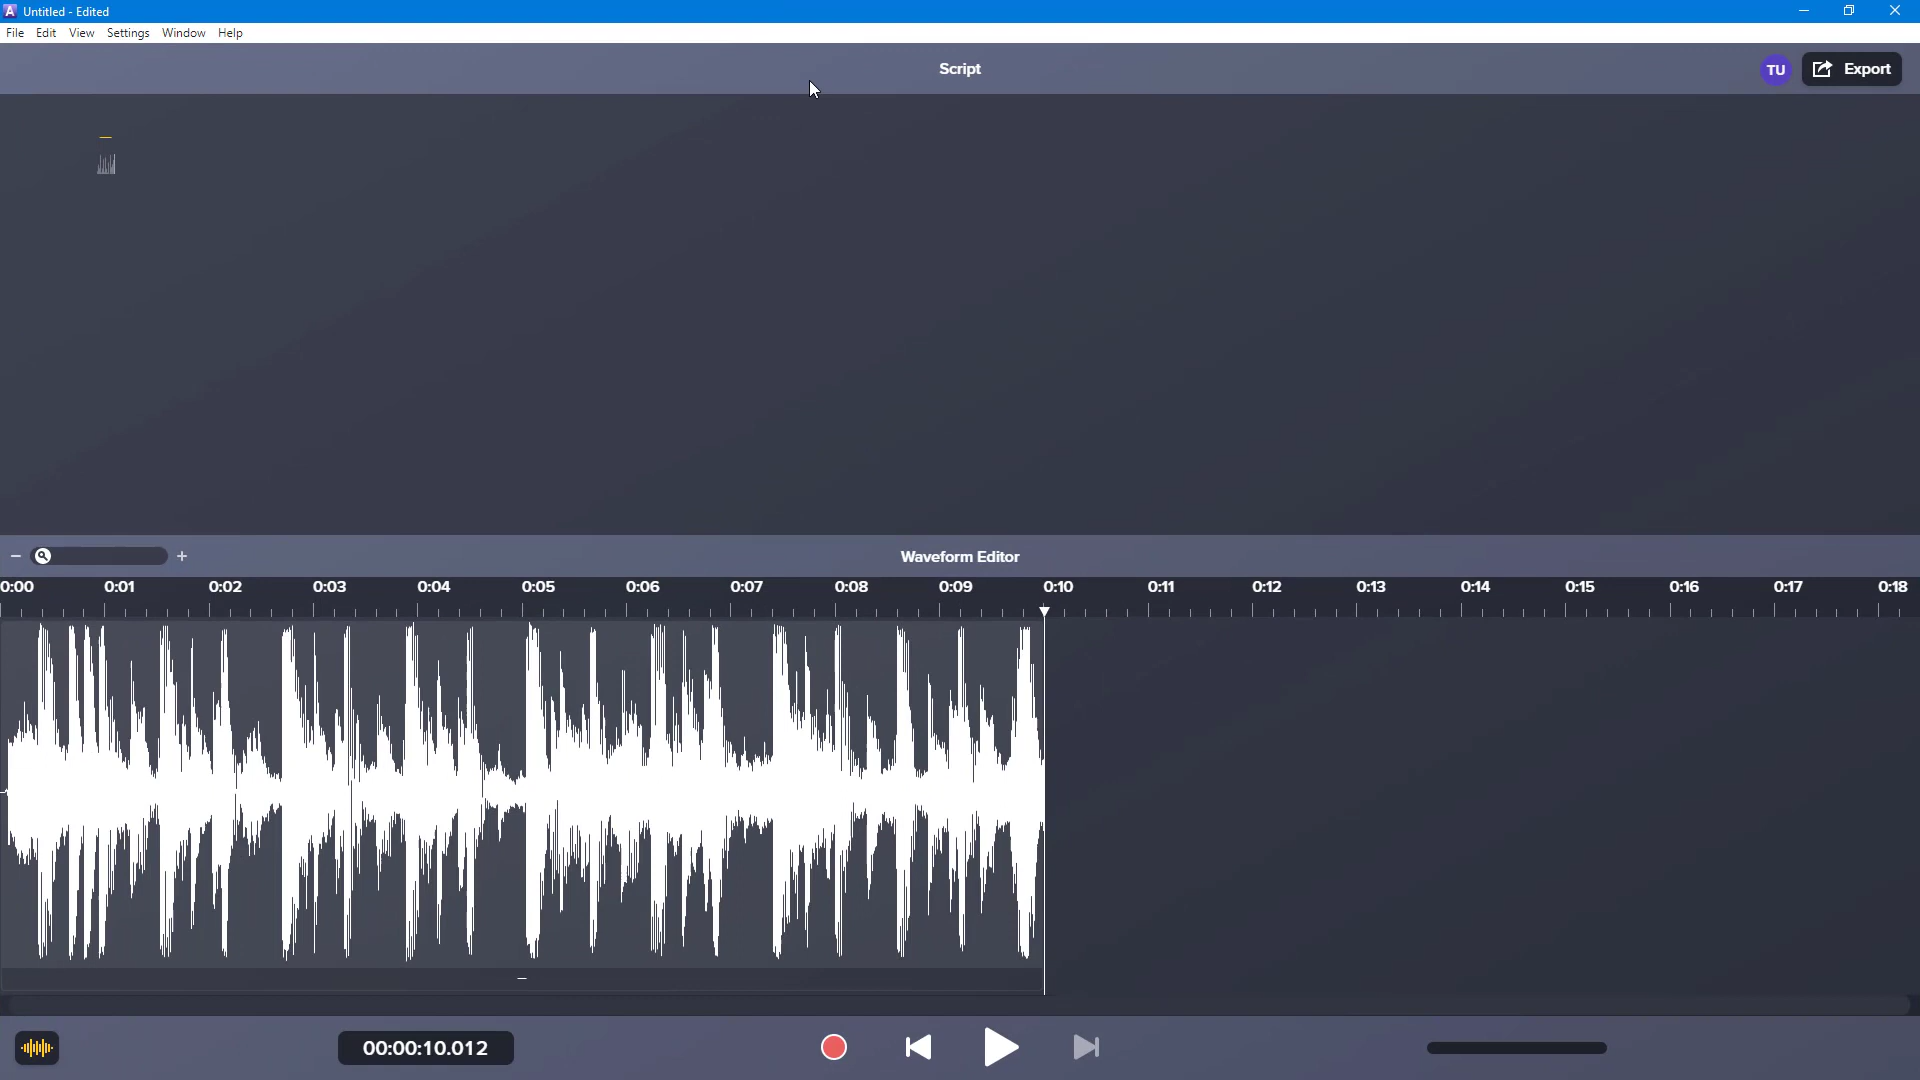 A Untitled - Edited
File Edit View Settings Window Help
Script
TU
Export
Waveform Editor
0:00 0:01 0:02 0:03 0:04 0:05 0:06 0:07 0:08 0:09 0:10 0:11 0:12 0:13 0:14 0:15 0:16 0:17 0:18
00:00:10.012